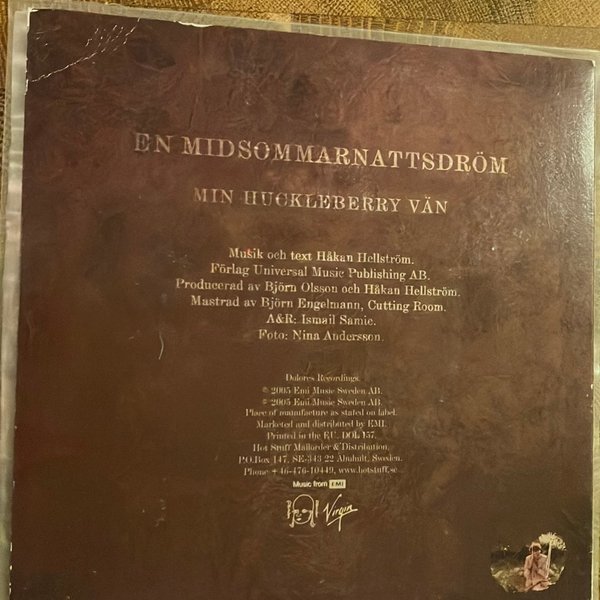 EN MIDSOMMARNATTSDRÖM
MIN HUCKLEBERRY VÄN
Musik och text Håkan Hellström.
Förlag Universal Music Publishing AB.
Producerad av Björn Olsson och Håkan Hellström.
Mastrad av Björn Engelmann, Cutting Room.
A&R: Ismail Samie.
Foto: Nina Andersson.
Dolores Recordings.
℗ 2005 Emi Music Sweden AB.
© 2005 Emi Music Sweden AB.
Place of manufacture as stated on label.
Marketed and distributed by EMI.
Printed in the EU. DOL 157.
Hot Stuff Mailorder & Distribution,
P.O.Box 147, SE-343 22 Älmhult, Sweden.
Phone +46-476-10449, www.hotstuff.se
Music from EMI
Virgin